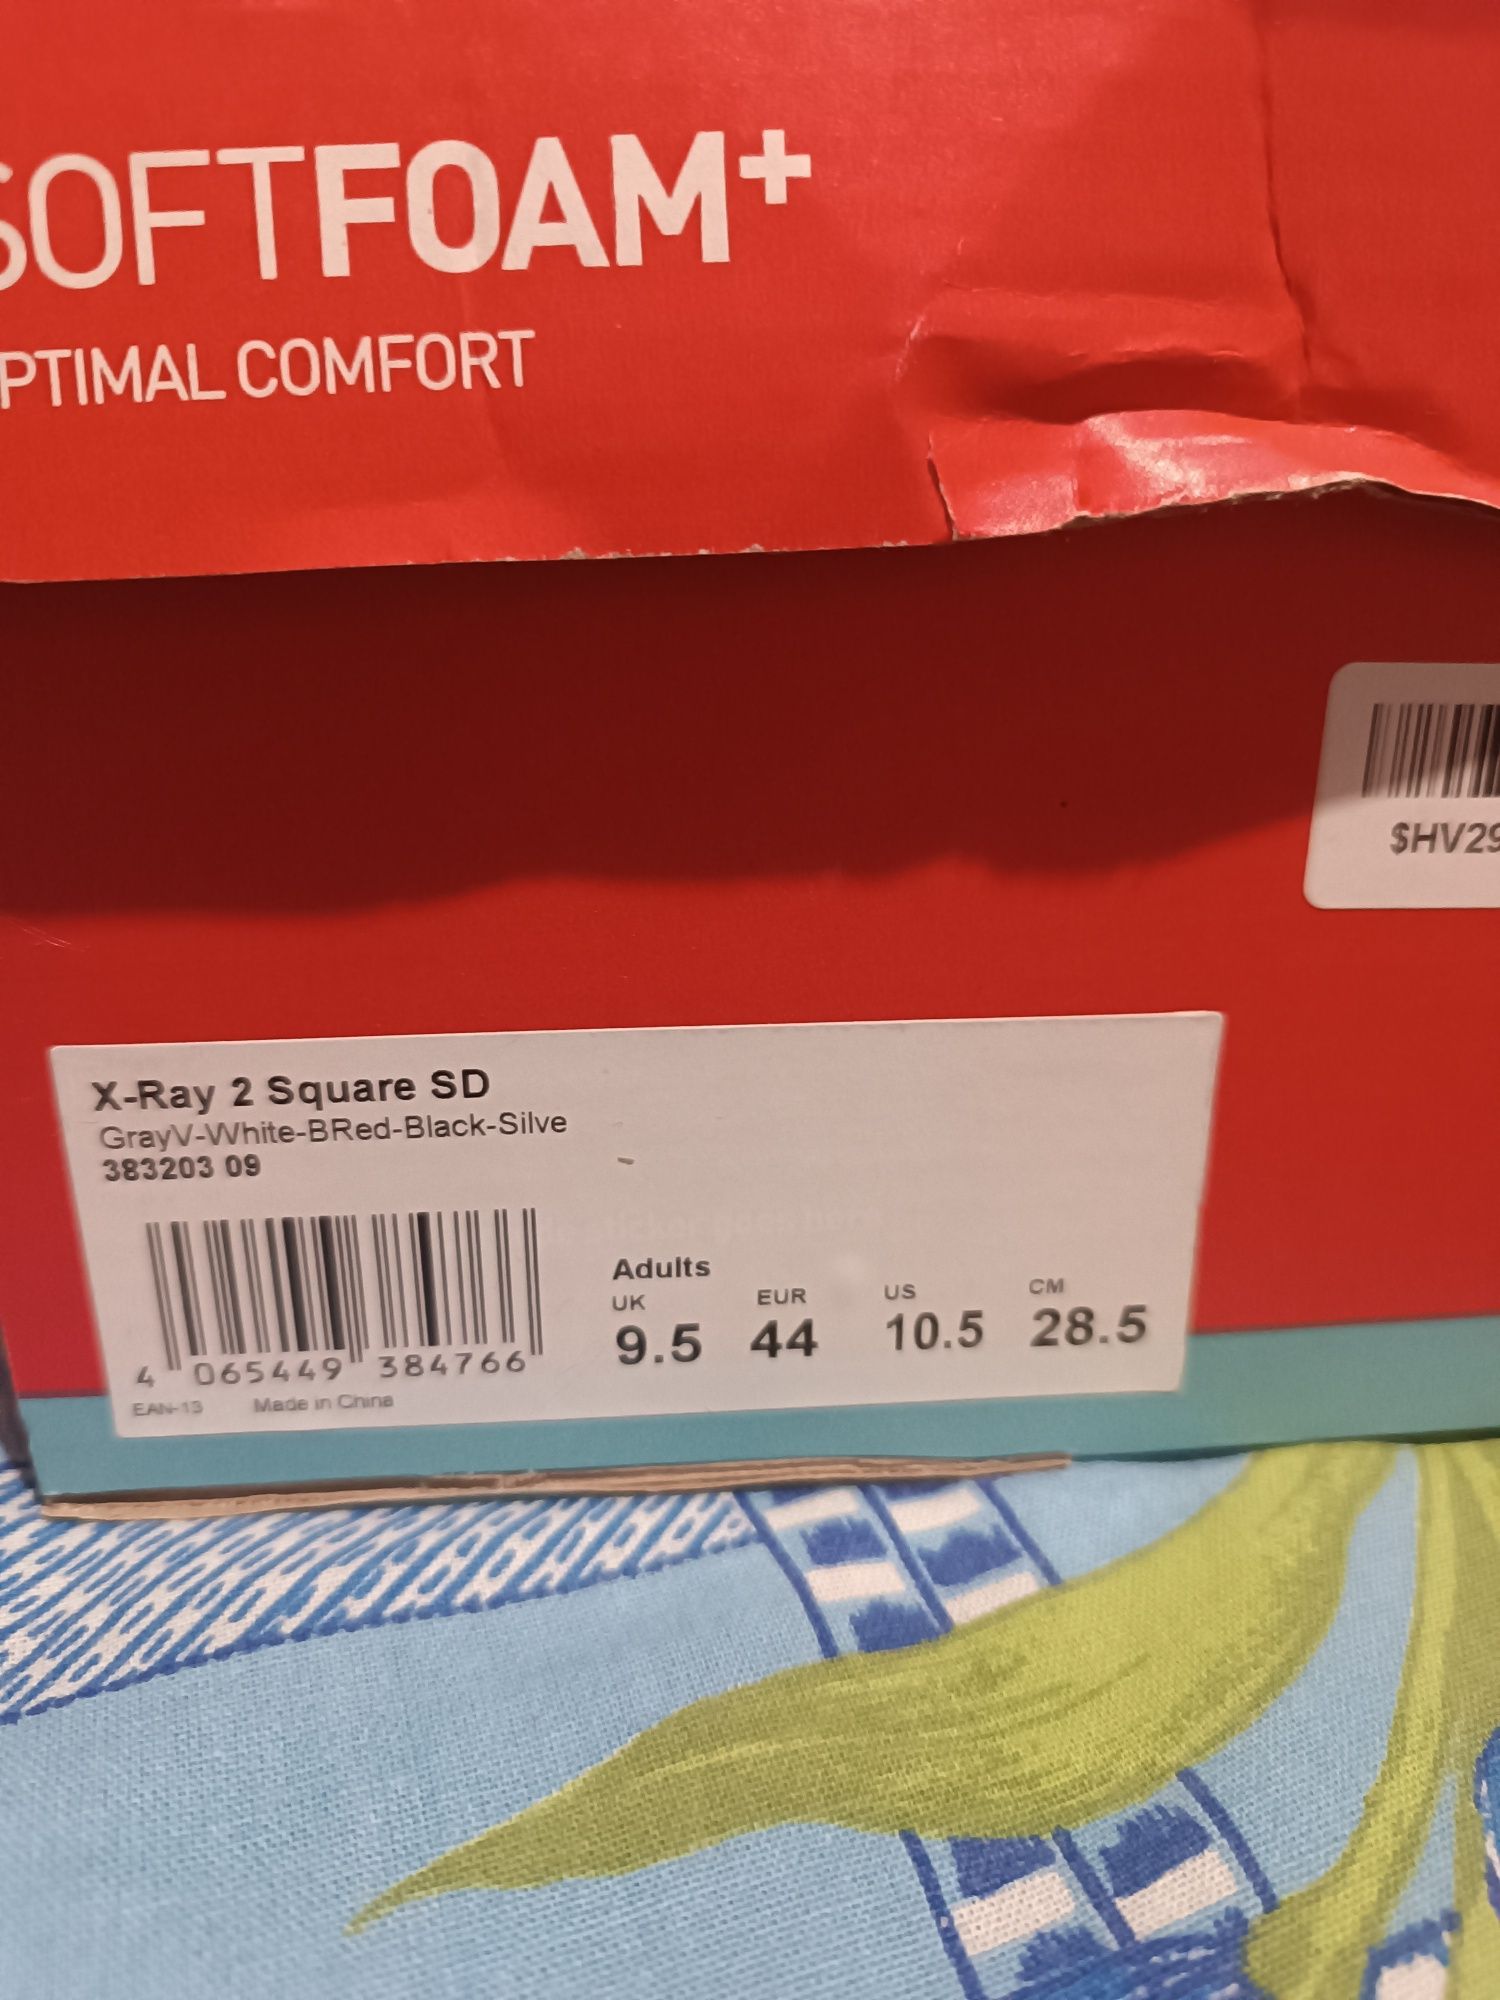 SOFTFOAM+
OPTIMAL COMFORT
$HV29
X-Ray 2 Square SD
GrayV-White-BRed-Black-Silve
383203 09
4 065449 384766
EAN-13 Made in China
Adults
UK EUR US CM
9.5 44 10.5 28.5